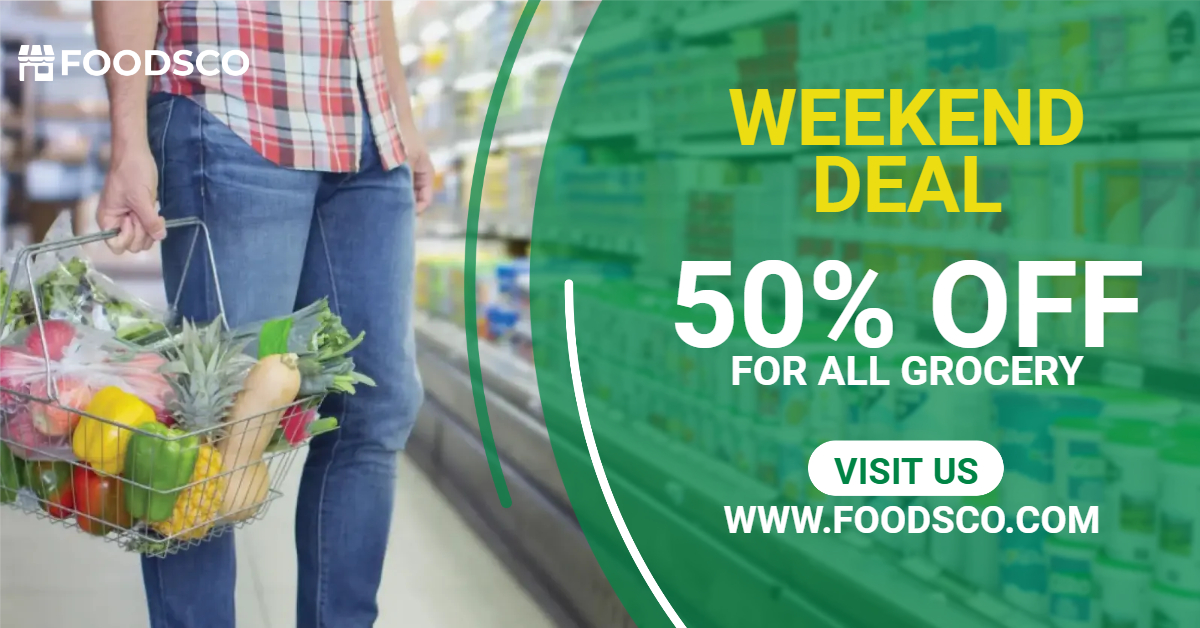 FOODSCO
WEEKEND
DEAL
50% OFF
FOR ALL GROCERY
VISIT US
WWW.FOODSCO.COM